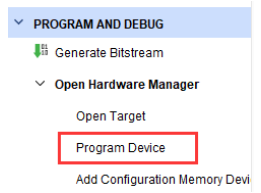 PROGRAM AND DEBUG
Generate Bitstream
Open Hardware Manager
Open Target
Program Device
Add Configuration Memory Devi